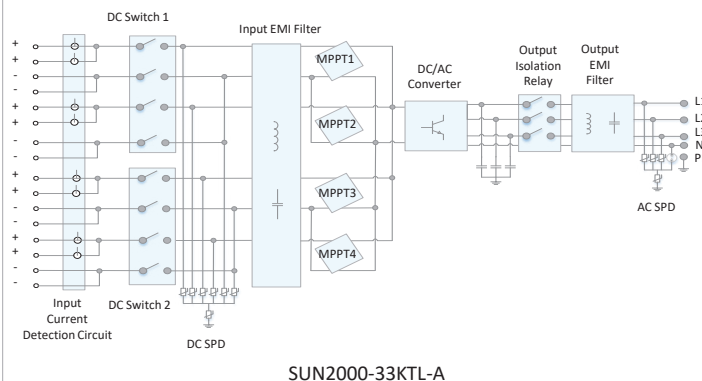 DC Switch 1
Input EMI Filter
MPPT1
MPPT2
MPPT3
MPPT4
DC/AC
Converter
Output
Isolation
Relay
Output
EMI
Filter
+
+
-
-
+
+
-
-
+
+
-
-
+
+
-
-
L1
L2
L3
N
P
AC SPD
Input
Current
Detection Circuit
DC Switch 2
DC SPD
SUN2000-33KTL-A